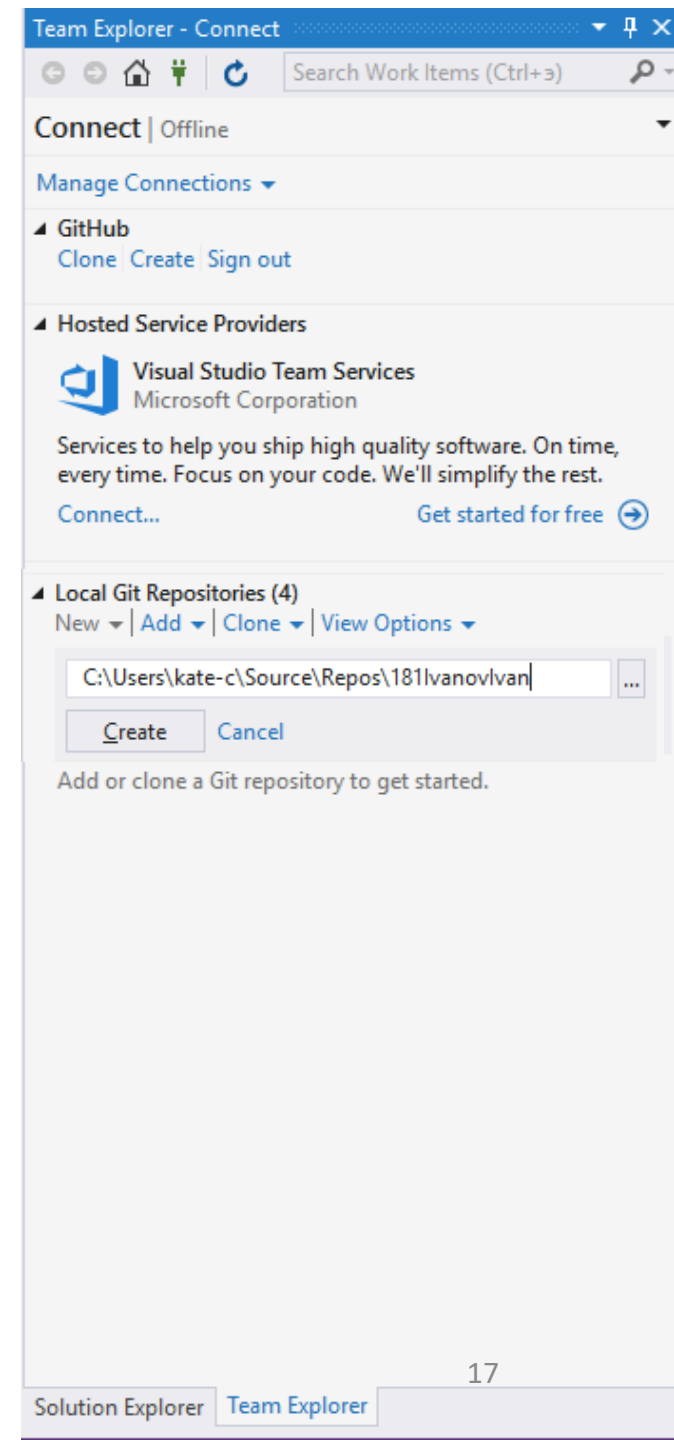 Team Explorer - Connect
Search Work Items (Ctrl+э)
Connect | Offline
Manage Connections
GitHub
Clone Create Sign out
Hosted Service Providers
Visual Studio Team Services
Microsoft Corporation
Services to help you ship high quality software. On time,
every time. Focus on your code. We'll simplify the rest.
Connect... Get started for free
Local Git Repositories (4)
New | Add | Clone | View Options
C:\Users\kate-c\Source\Repos\181IvanovIvan ...
Create Cancel
Add or clone a Git repository to get started.
17
Solution Explorer Team Explorer